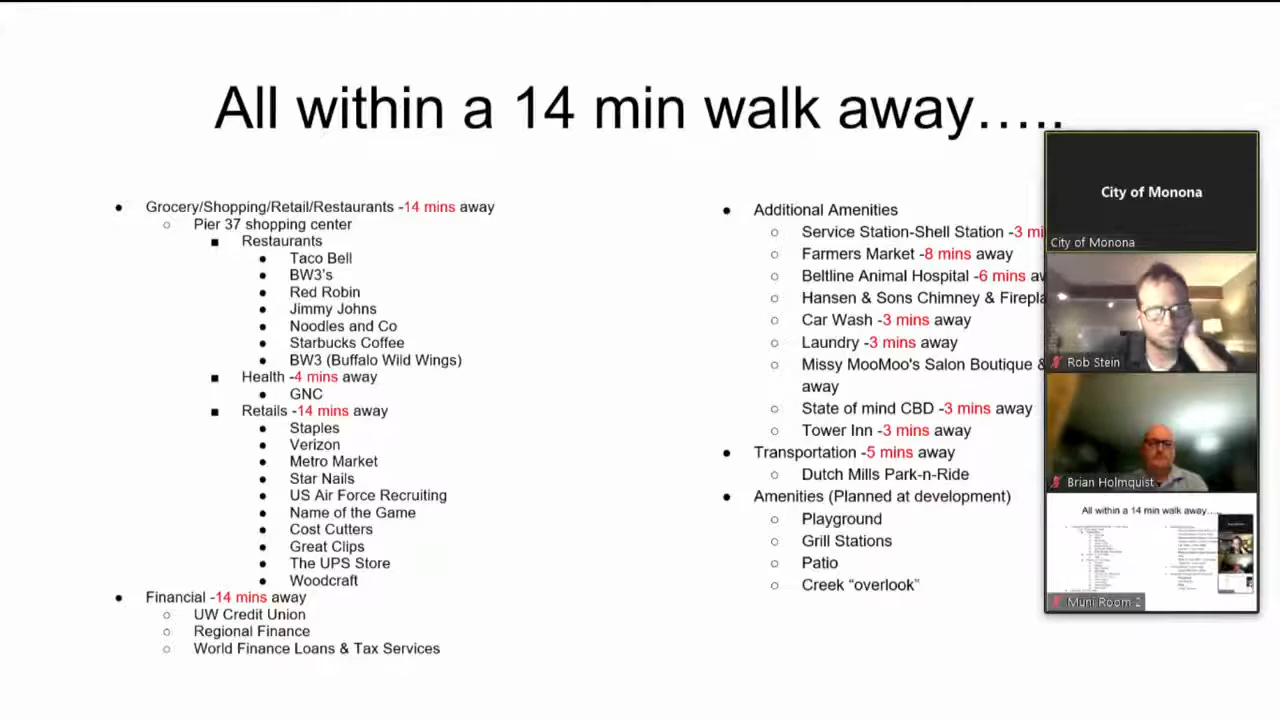 All within a 14 min walk away…..
Grocery/Shopping/Retail/Restaurants -14 mins away
Pier 37 shopping center
Restaurants
Taco Bell
BW3's
Red Robin
Jimmy Johns
Noodles and Co
Starbucks Coffee
BW3 (Buffalo Wild Wings)
Health -4 mins away
GNC
Retails -14 mins away
Staples
Verizon
Metro Market
Star Nails
US Air Force Recruiting
Name of the Game
Cost Cutters
Great Clips
The UPS Store
Woodcraft
Financial -14 mins away
UW Credit Union
Regional Finance
World Finance Loans & Tax Services
Additional Amenities
Service Station-Shell Station -3 mi
Farmers Market -8 mins away
Beltline Animal Hospital -6 mins aw
Hansen & Sons Chimney & Firepla
Car Wash -3 mins away
Laundry -3 mins away
Missy MooMoo's Salon Boutique &
away
State of mind CBD -3 mins away
Tower Inn -3 mins away
Transportation -5 mins away
Dutch Mills Park-n-Ride
Amenities (Planned at development)
Playground
Grill Stations
Patio
Creek “overlook”
City of Monona
City of Monona
Rob Stein
Brian Holmquist
All within a 14 min walk away…..
Muni Room 2